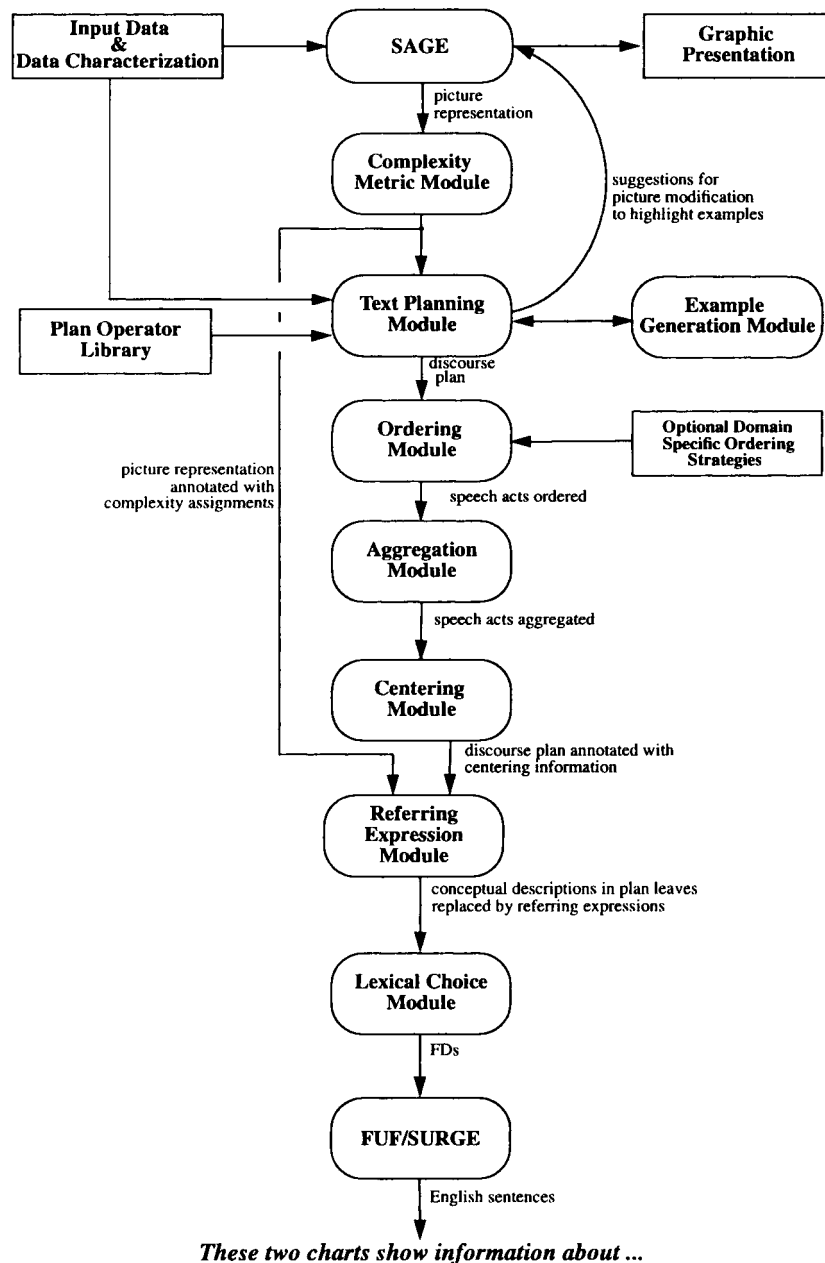 Input Data
&
Data Characterization
SAGE
Graphic
Presentation
picture
representation
Complexity
Metric Module
suggestions for
picture modification
to highlight examples
Text Planning
Module
Example
Generation Module
Plan Operator
Library
discourse
plan
Ordering
Module
Optional Domain
Specific Ordering
Strategies
picture representation
annotated with
complexity assignments
speech acts ordered
Aggregation
Module
speech acts aggregated
Centering
Module
discourse plan annotated with
centering information
Referring
Expression
Module
conceptual descriptions in plan leaves
replaced by referring expressions
Lexical Choice
Module
FDs
FUF/SURGE
English sentences
These two charts show information about ...